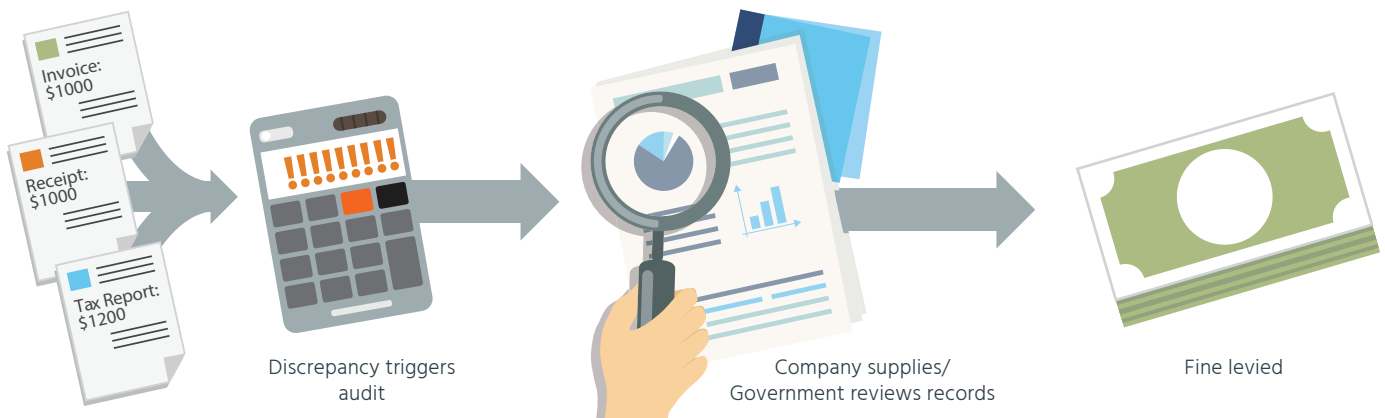 Invoice:
$1000
Receipt:
$1000
Tax Report:
$1200
!!!!!!!!!
Discrepancy triggers
audit
Company supplies/
Government reviews records
Fine levied